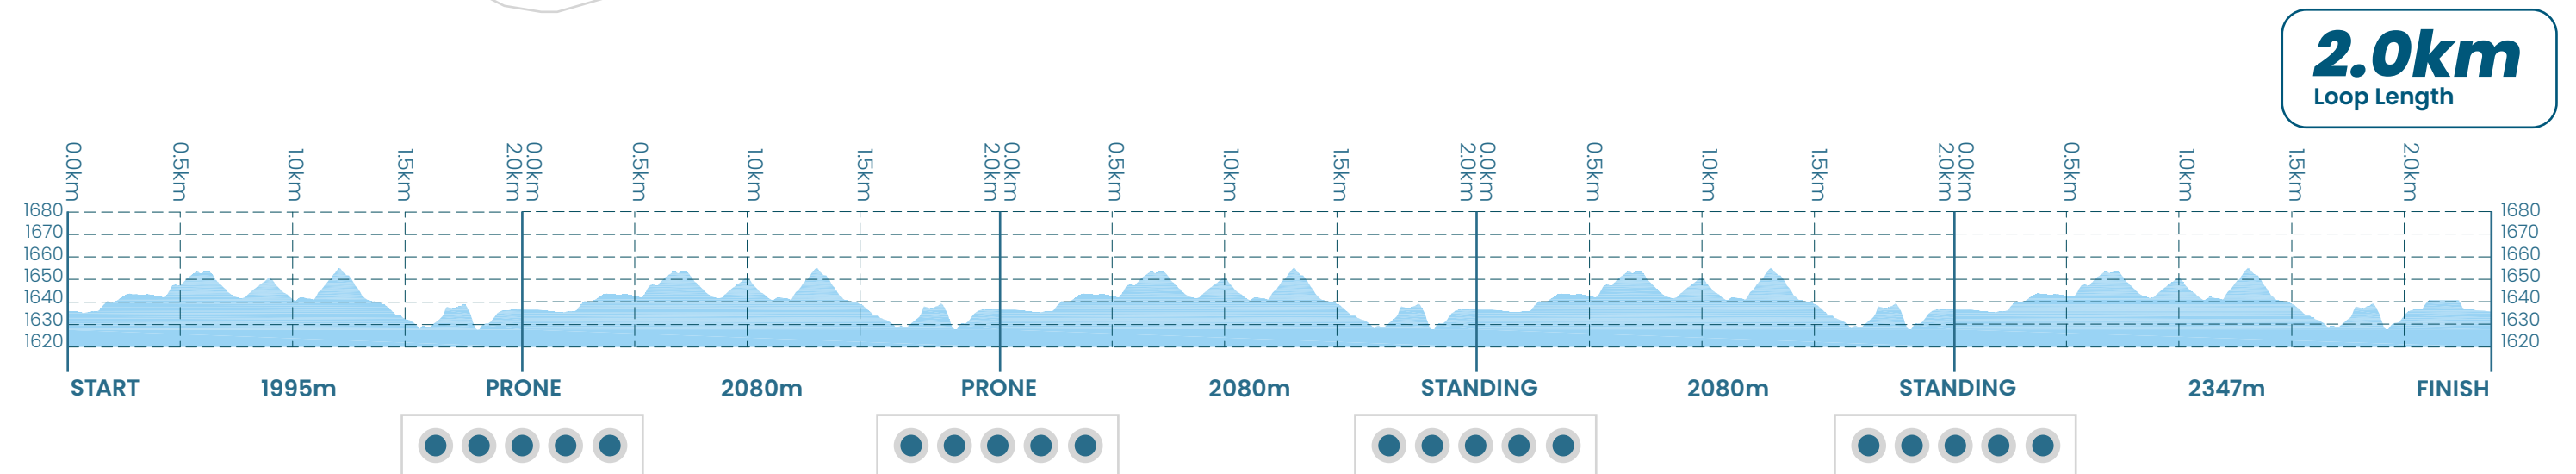 2.0km
Loop Length
0.0km 0.5km 1.0km 1.5km 2.0km 0.0km 0.5km 1.0km 1.5km 2.0km 0.0km 0.5km 1.0km 1.5km 2.0km 0.0km 0.5km 1.0km 1.5km 2.0km 0.0km 0.5km 1.0km 1.5km 2.0km
1680 1680
1670 1670
1660 1660
1650 1650
1640 1640
1630 1630
1620 1620
START 1995m PRONE 2080m PRONE 2080m STANDING 2080m STANDING 2347m FINISH